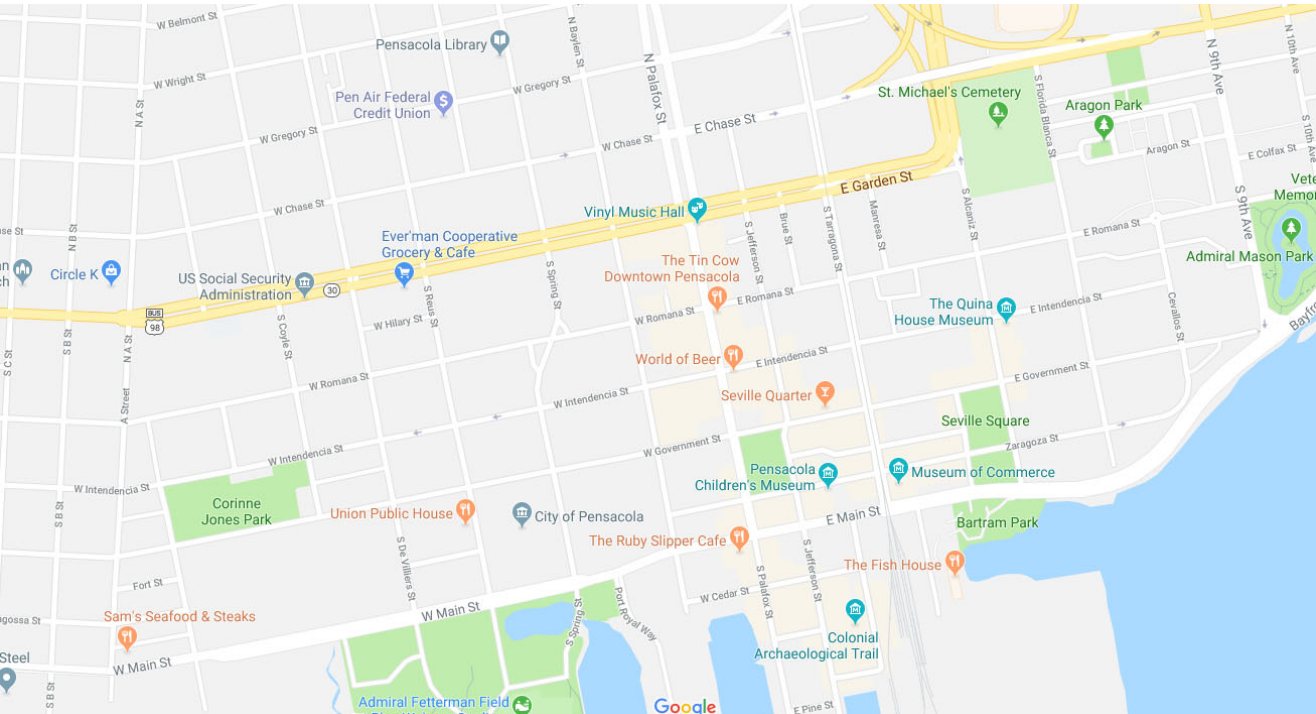 W Belmont St
N Baylen St
N Palafox St
N 9th Ave
N 10th Ave
Pensacola Library
W Wright St
W Gregory St
Pen Air Federal
Credit Union
N A St
St. Michael's Cemetery
S Florida Blanca St
Aragon Park
S 10th Ave
E Chase St
W Gregory St
W Chase St
Aragon St
E Colfax St
E Garden St
S 9th Ave
W Chase St
Vinyl Music Hall
S Alcaniz St
Manresa St
S Tarragona St
Brue St
S Jefferson St
E Romana St
N B St
Ever'man Cooperative
Grocery & Cafe
Admiral Mason Park
Circle K
US Social Security
Administration
The Tin Cow
Downtown Pensacola
S Spring St
S Reus St
30
E Romana St
The Quina
House Museum
E Intendencia St
Cevallos St
BUS
98
W Hilary St
W Romana St
S Coyle St
S C St
S B St
N A St
World of Beer
E Intendencia St
W Romana St
E Government St
A Street
W Intendencia St
Seville Quarter
Seville Square
Zaragoza St
W Government St
W Intendencia St
Pensacola
Children's Museum
Museum of Commerce
W Intendencia St
Corinne
Jones Park
Union Public House
City of Pensacola
E Main St
Bartram Park
S B St
The Ruby Slipper Cafe
S De Villiers St
S Palafox St
S Jefferson St
The Fish House
Fort St
W Cedar St
W Main St
S Spring St
Port Royal Way
Sam's Seafood & Steaks
Colonial
Archaeological Trail
Steel
W Main St
S B St
Admiral Fetterman Field
Google
E Pine St